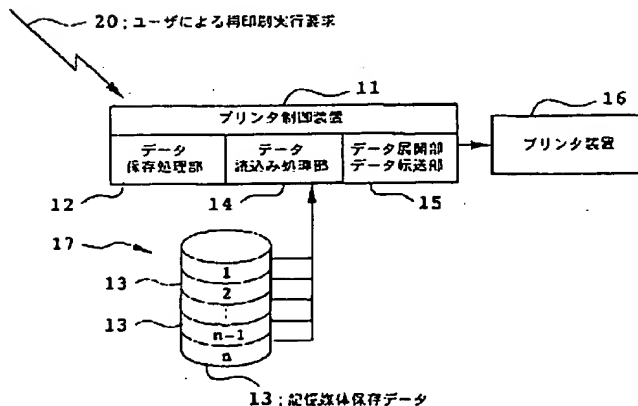 20;ユーザによる再印刷実行要求
11
16
プリンタ制御装置
プリンタ装置
データ
保存処理部
データ
読込み処理部
データ展開部
データ転送部
12
14
15
17
13
13
1
2
n-1
n
13;記憶媒体保存データ